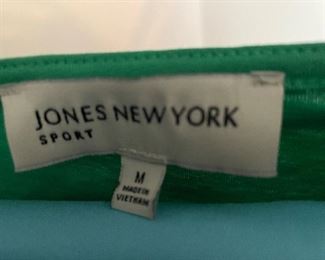 JONES NEW YORK
SPORT
M
MADE IN
VIETNAM